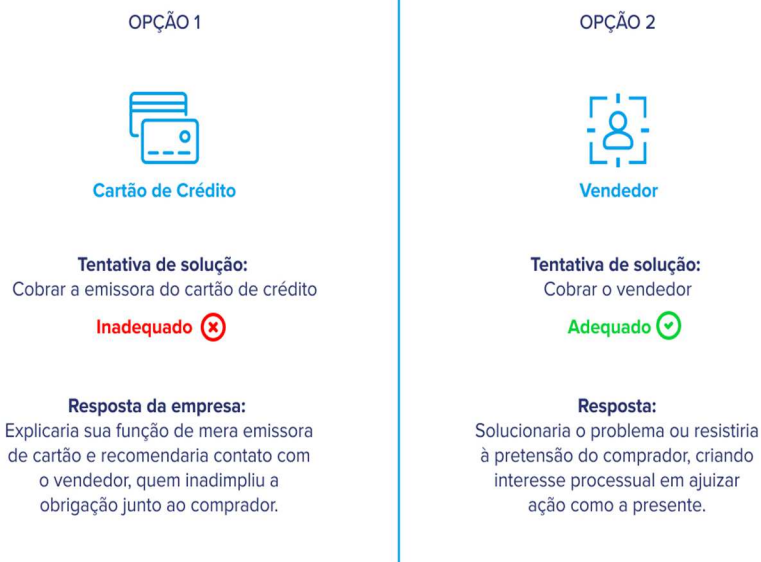 OPÇÃO 1
Cartão de Crédito
Tentativa de solução:
Cobrar a emissora do cartão de crédito
Inadequado
Resposta da empresa:
Explicaria sua função de mera emissora
de cartão e recomendaria contato com
o vendedor, quem inadimpliu a
obrigação junto ao comprador.
OPÇÃO 2
Vendedor
Tentativa de solução:
Cobrar o vendedor
Adequado
Resposta:
Solucionaria o problema ou resistiria
à pretensão do comprador, criando
interesse processual em ajuizar
ação como a presente.